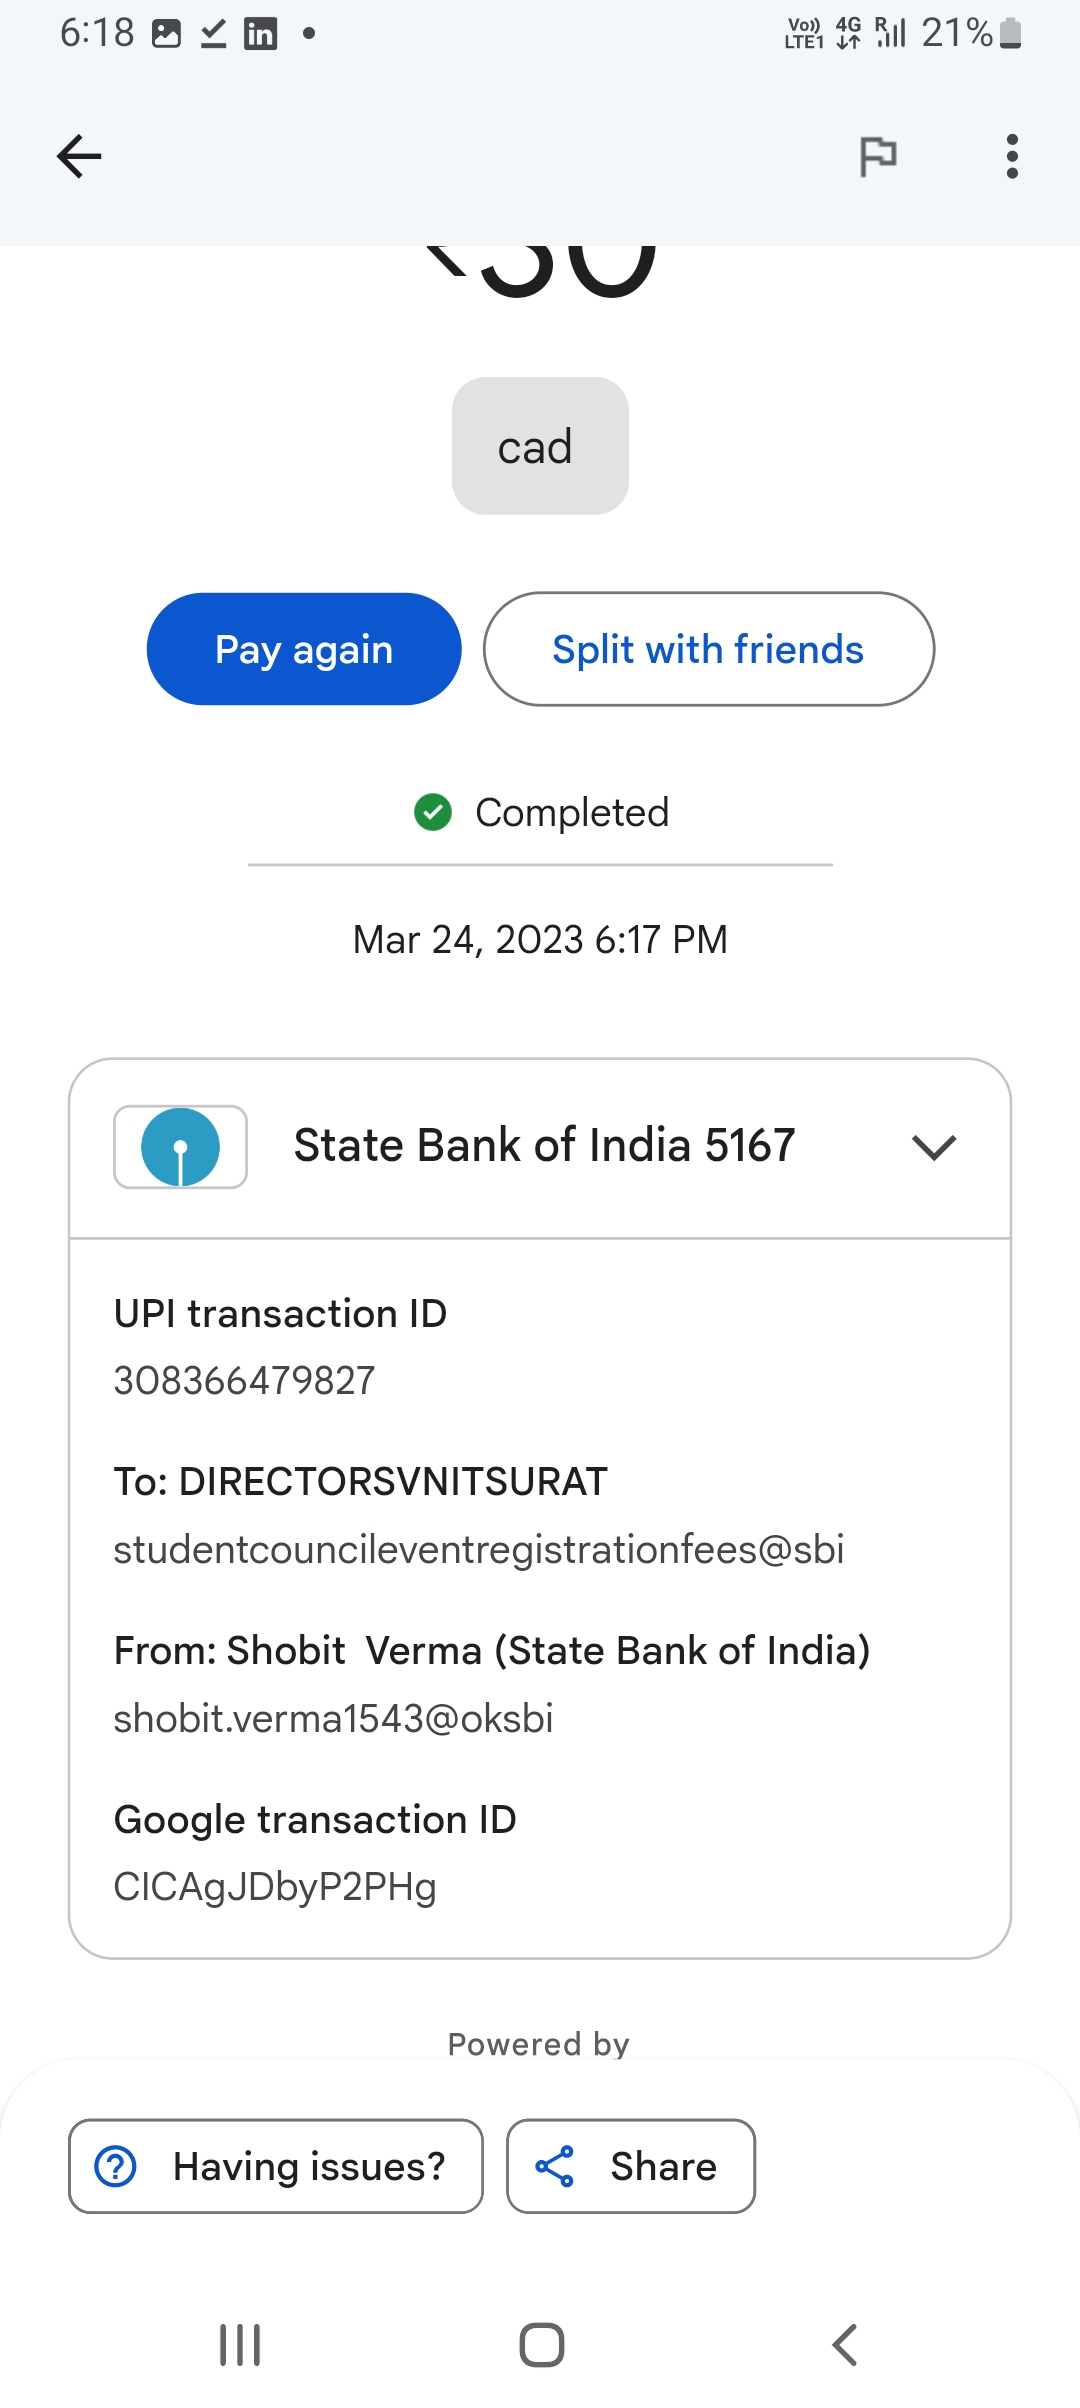 6:18 in Vo)) LTE1 4G R 21%
₹30
cad
Pay again Split with friends
Completed
Mar 24, 2023 6:17 PM
State Bank of India 5167
UPI transaction ID
308366479827
To: DIRECTORSVNITSURAT
studentcouncileventregistrationfees@sbi
From: Shobit  Verma (State Bank of India)
shobit.verma1543@oksbi
Google transaction ID
CICAgJDbyP2PHg
Powered by
Having issues? Share